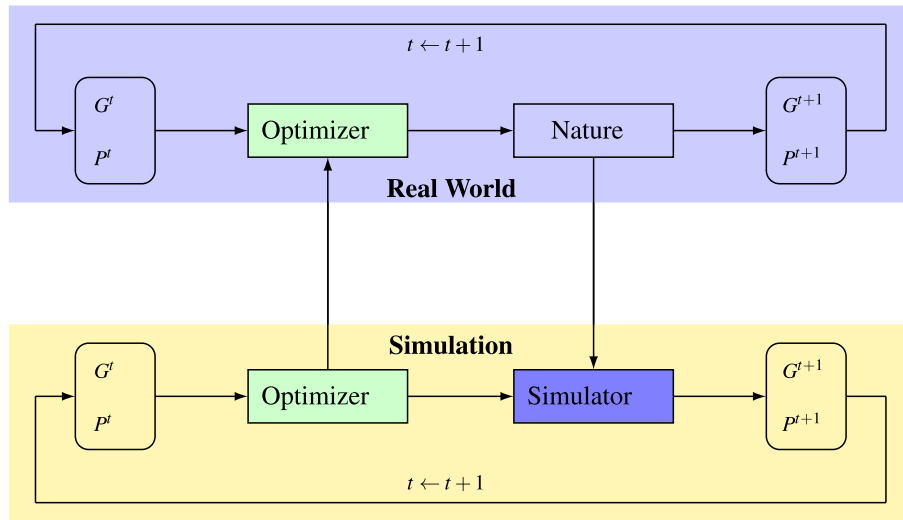 t ← t + 1
G^t
P^t
Optimizer
Nature
G^{t+1}
P^{t+1}
Real World
Simulation
G^t
P^t
Optimizer
Simulator
G^{t+1}
P^{t+1}
t ← t + 1